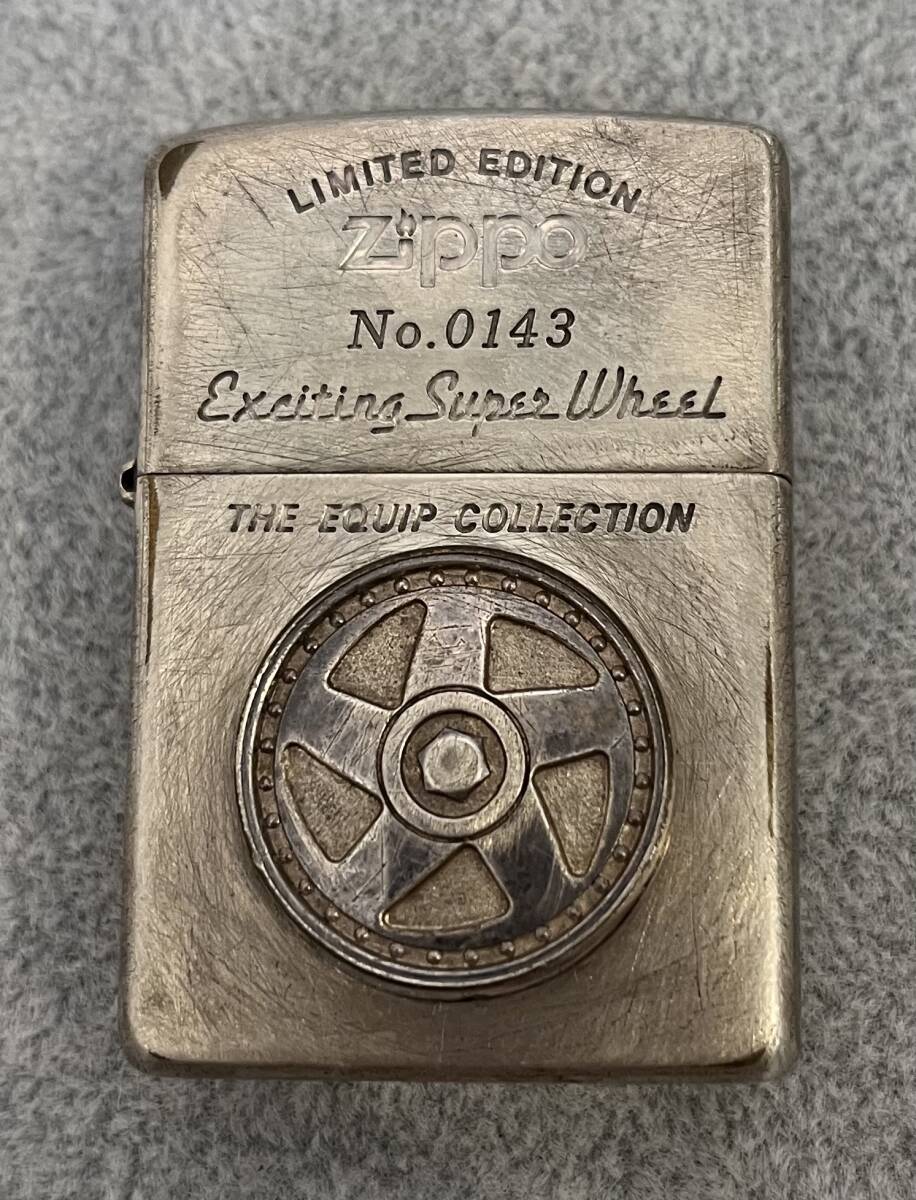 LIMITED EDITION
Zippo
No.0143
Exciting Super Wheel
THE EQUIP COLLECTION